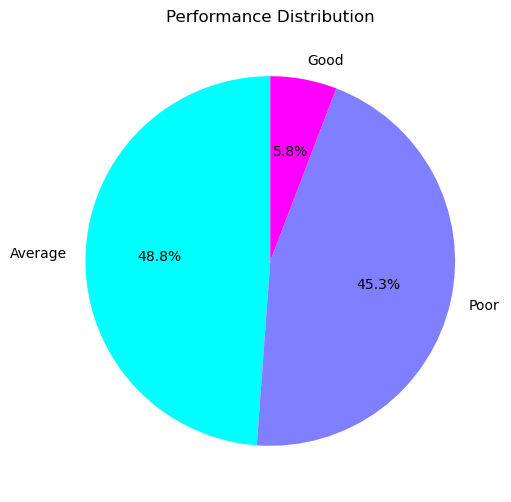 Performance Distribution
Good
5.8%
Average
48.8%
45.3%
Poor